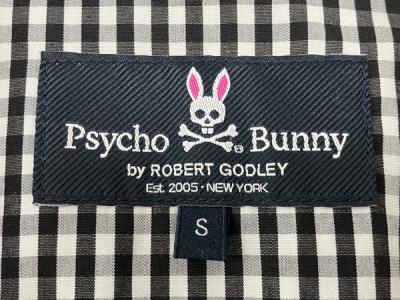 Psycho Bunny
by ROBERT GODLEY
EST. 2005 · NEW YORK
S